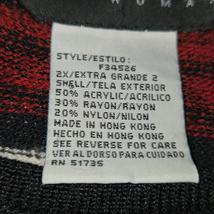 WOMAN
STYLE/ESTILO:
F34526
2X/EXTRA GRANDE 2
SHELL/TELA EXTERIOR
50% ACRYLIC/ACRILICO
30% RAYON/RAYON
20% NYLON/NILON
MADE IN HONG KONG
HECHO EN HONG KONG
SEE REVERSE FOR CARE
VER AL DORSO PARA CUIDADO
RN 51735